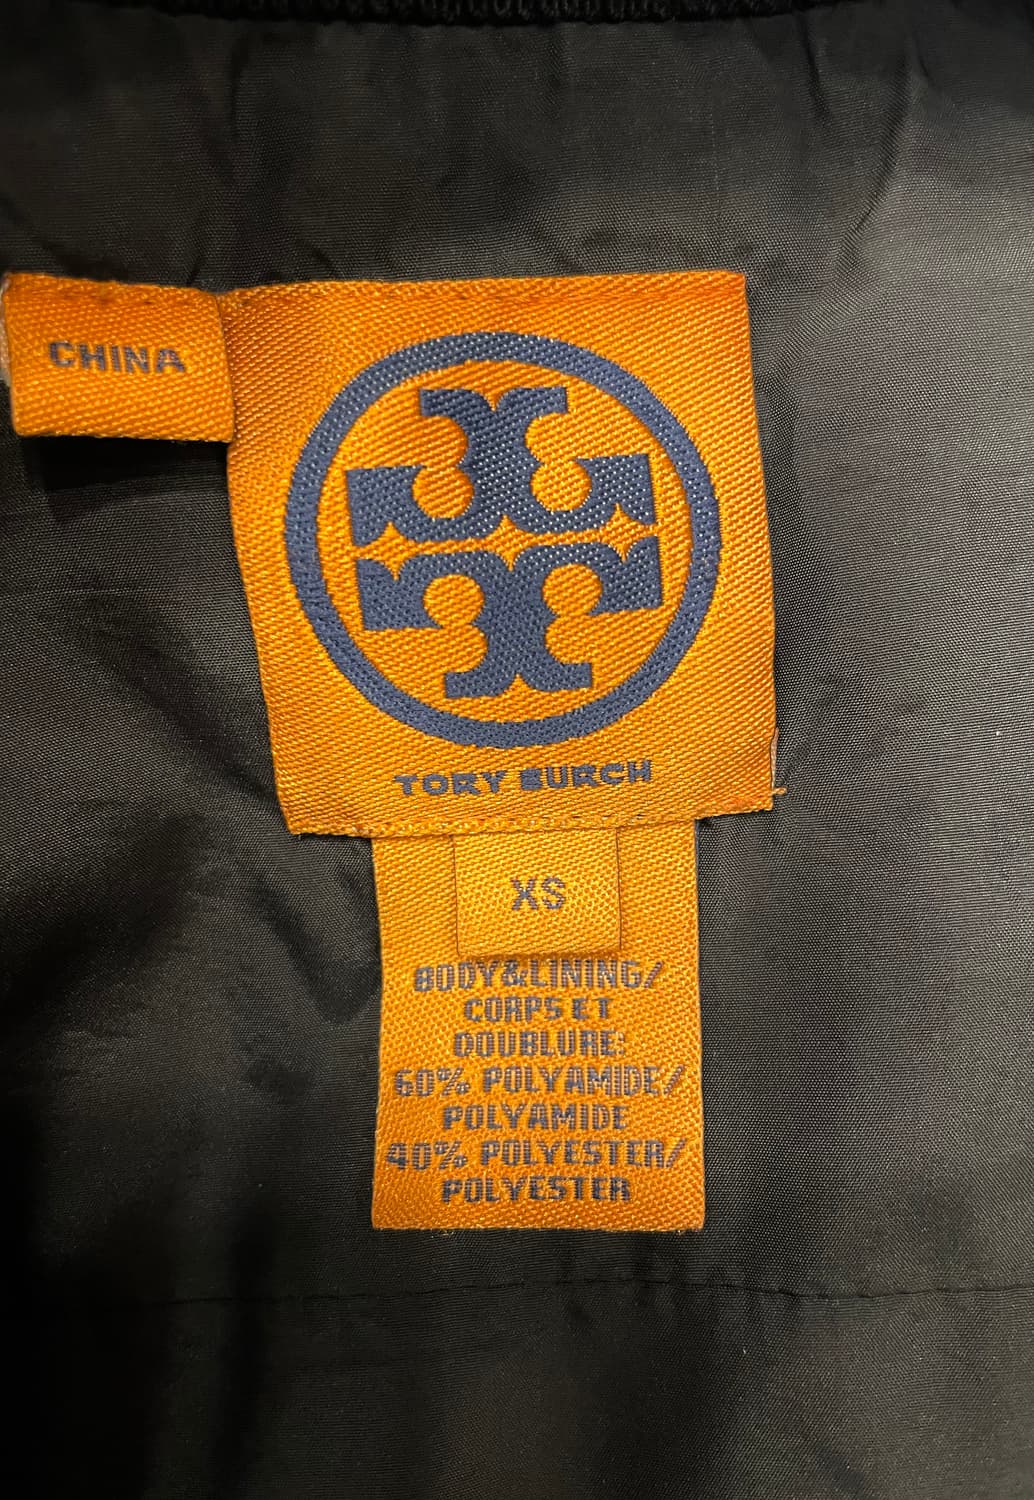 CHINA
TORY BURCH
XS
BODY&LINING/
CORPS ET
DOUBLURE:
60% POLYAMIDE/
POLYAMIDE
40% POLYESTER/
POLYESTER